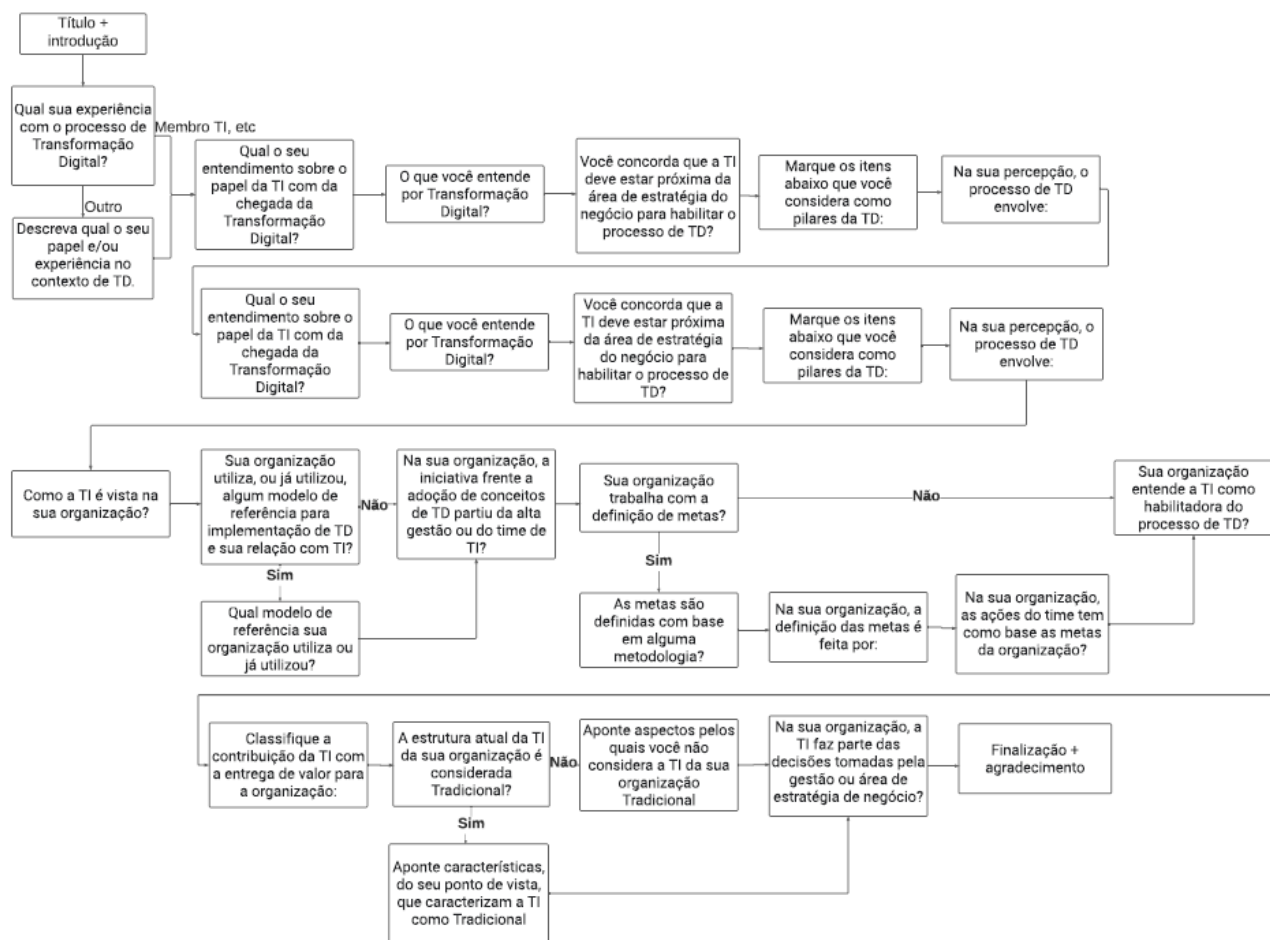 Título +
introdução
Qual sua experiência
com o processo de
Transformação
Digital?
Membro TI, etc
Outro
Descreva qual o seu
papel e/ou
experiência no
contexto de TD.
Qual o seu
entendimento sobre o
papel da TI com da
chegada da
Transformação
Digital?
O que você entende
por Transformação
Digital?
Você concorda que a TI
deve estar próxima da
área de estratégia do
negócio para habilitar o
processo de TD?
Marque os itens
abaixo que você
considera como
pilares da TD:
Na sua percepção, o
processo de TD
envolve:
Qual o seu
entendimento sobre o
papel da TI com da
chegada da
Transformação
Digital?
O que você entende
por Transformação
Digital?
Você concorda que a
TI deve estar próxima
da área de estratégia
do negócio para
habilitar o processo de
TD?
Marque os itens
abaixo que você
considera como
pilares da TD:
Na sua percepção, o
processo de TD
envolve:
Como a TI é vista na
sua organização?
Sua organização
utiliza, ou já utilizou,
algum modelo de
referência para
implementação de TD
e sua relação com TI?
Não
Sim
Qual modelo de
referência sua
organização utiliza ou
já utilizou?
Na sua organização, a
iniciativa frente a
adoção de conceitos
de TD partiu da alta
gestão ou do time de
TI?
Sua organização
trabalha com a
definição de metas?
Não
Sim
As metas são
definidas com base
em alguma
metodologia?
Na sua organização, a
definição das metas é
feita por:
Na sua organização,
as ações do time tem
como base as metas
da organização?
Sua organização
entende a TI como
habilitadora do
processo de TD?
Classifique a
contribuição da TI com
a entrega de valor para
a organização:
A estrutura atual da TI
da sua organização é
considerada
Tradicional?
Não
Sim
Aponte aspectos pelos
quais você não
considera a TI da sua
organização
Tradicional
Aponte características,
do seu ponto de vista,
que caracterizam a TI
como Tradicional
Na sua organização, a
TI faz parte das
decisões tomadas pela
gestão ou área de
estratégia de negócio?
Finalização +
agradecimento